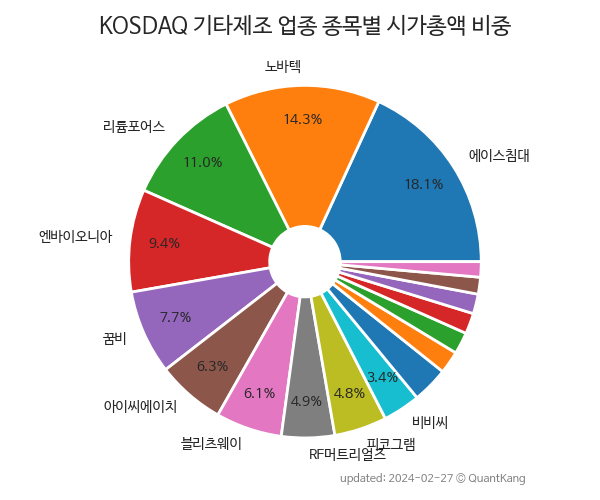 KOSDAQ 기타제조 업종 종목별 시가총액 비중
노바텍
14.3%
리튬포어스
11.0%
에이스침대
18.1%
엔바이오니아
9.4%
7.7%
꿈비
6.3%
아이씨에이치
6.1%
블리츠웨이
4.9%
RF머트리얼즈
4.8%
피코그램
3.4%
비비씨
updated: 2024-02-27 © QuantKang